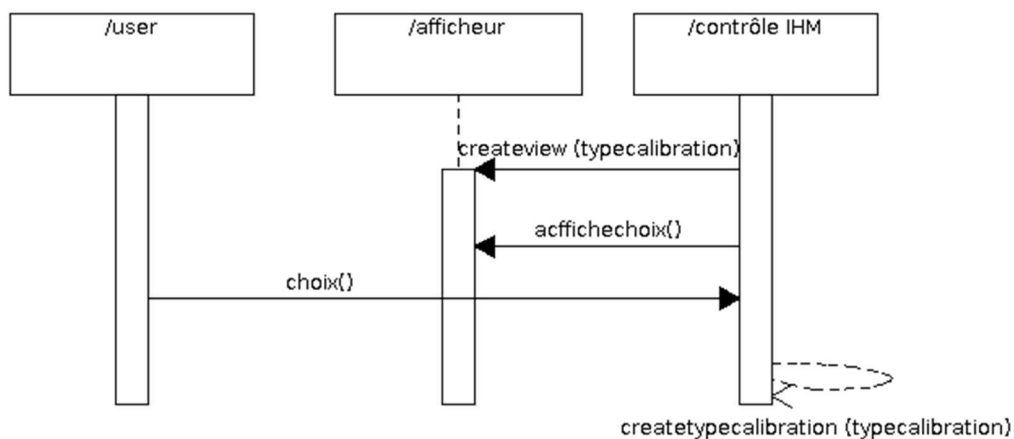 /user
/afficheur
/contrôle IHM
createview (typecalibration)
acffichechoix()
choix()
createtypecalibration (typecalibration)